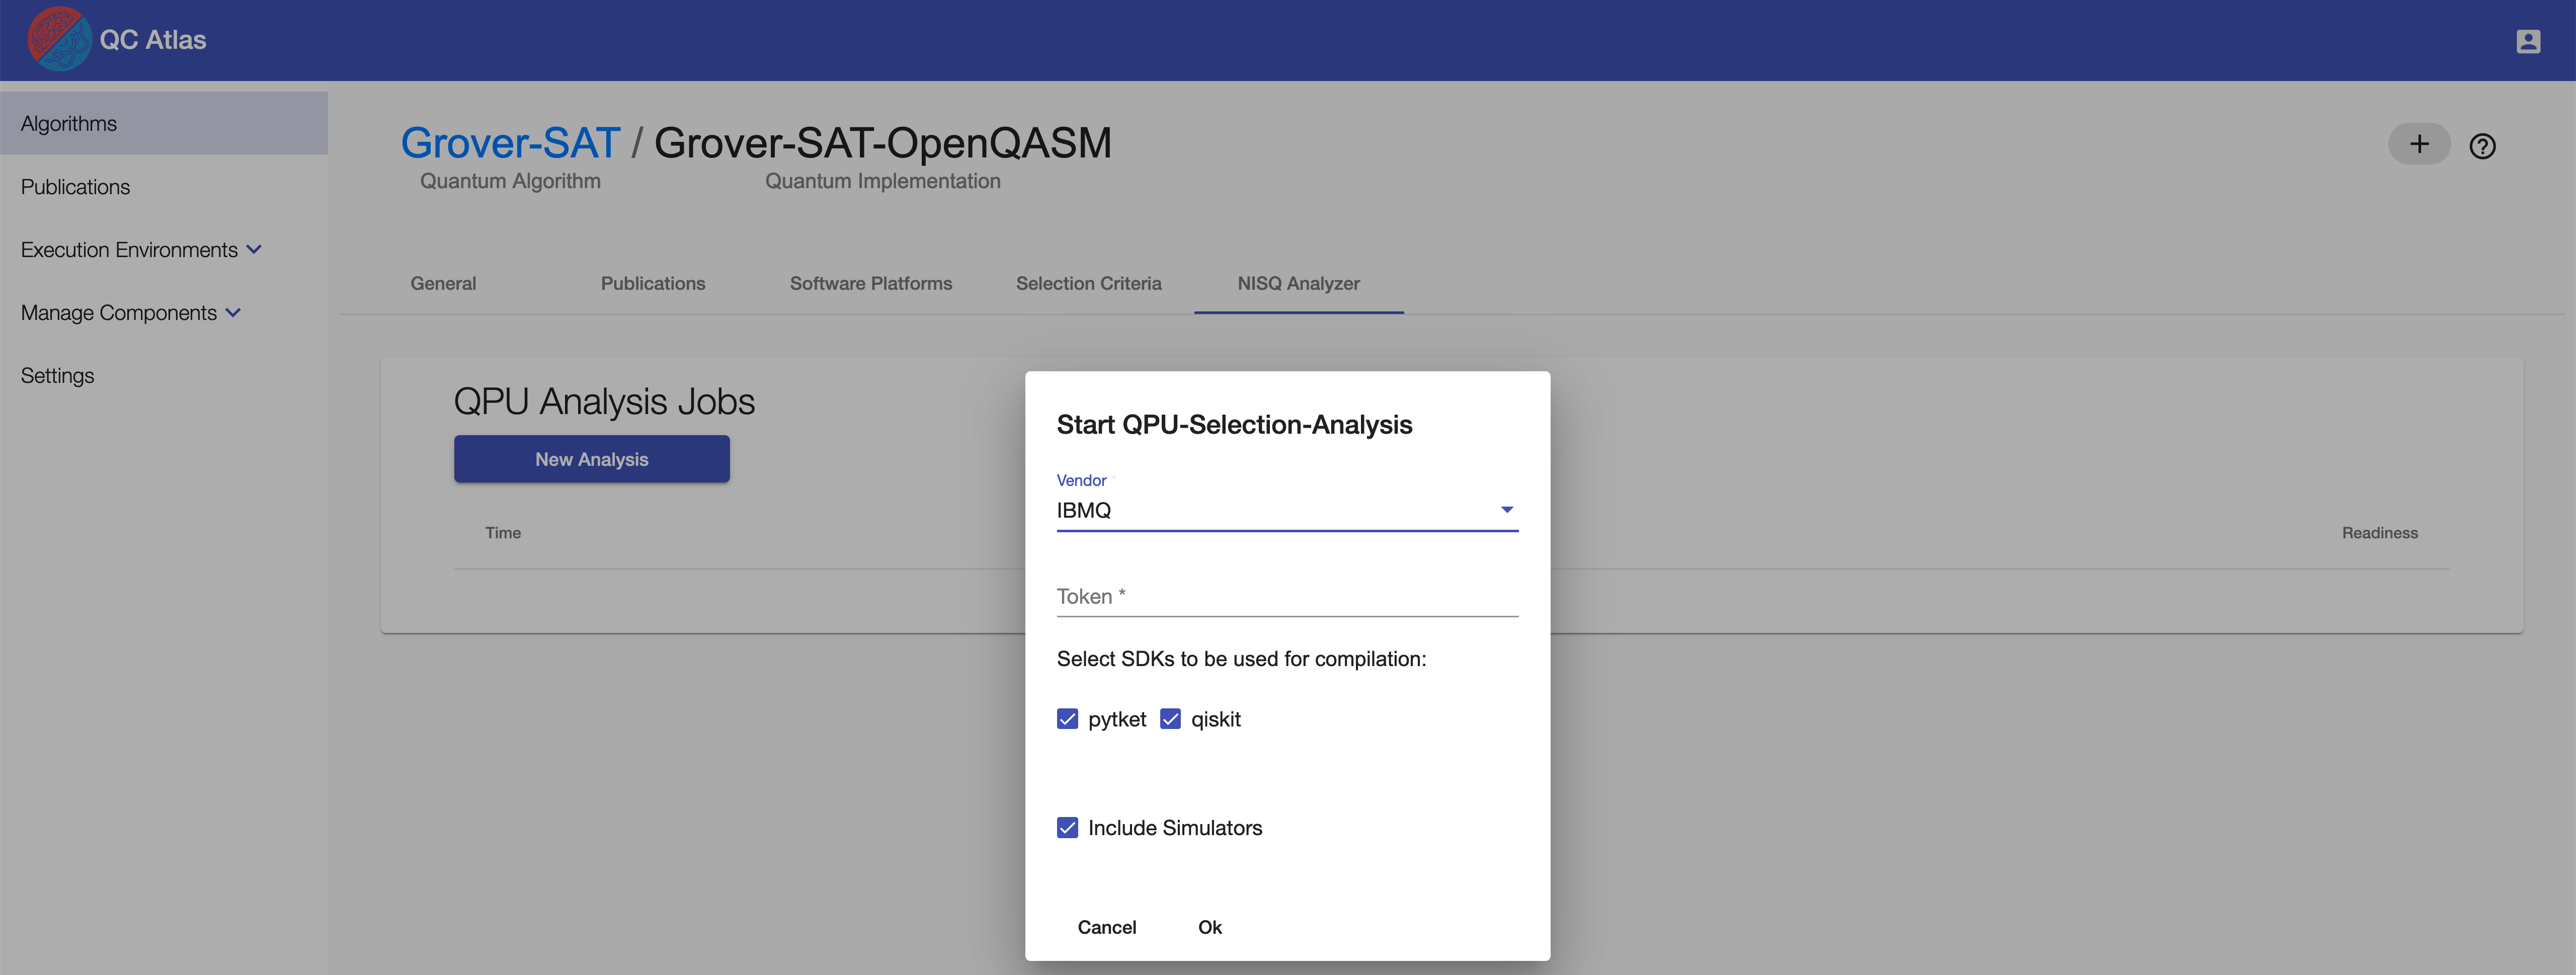 QC Atlas
Algorithms
Publications
Execution Environments
Manage Components
Settings
Grover-SAT / Grover-SAT-OpenQASM
Quantum Algorithm Quantum Implementation
General Publications Software Platforms Selection Criteria NISQ Analyzer
QPU Analysis Jobs
New Analysis
Time Readiness
Start QPU-Selection-Analysis
Vendor *
IBMQ
Token *
Select SDKs to be used for compilation:
pytket qiskit
Include Simulators
Cancel Ok